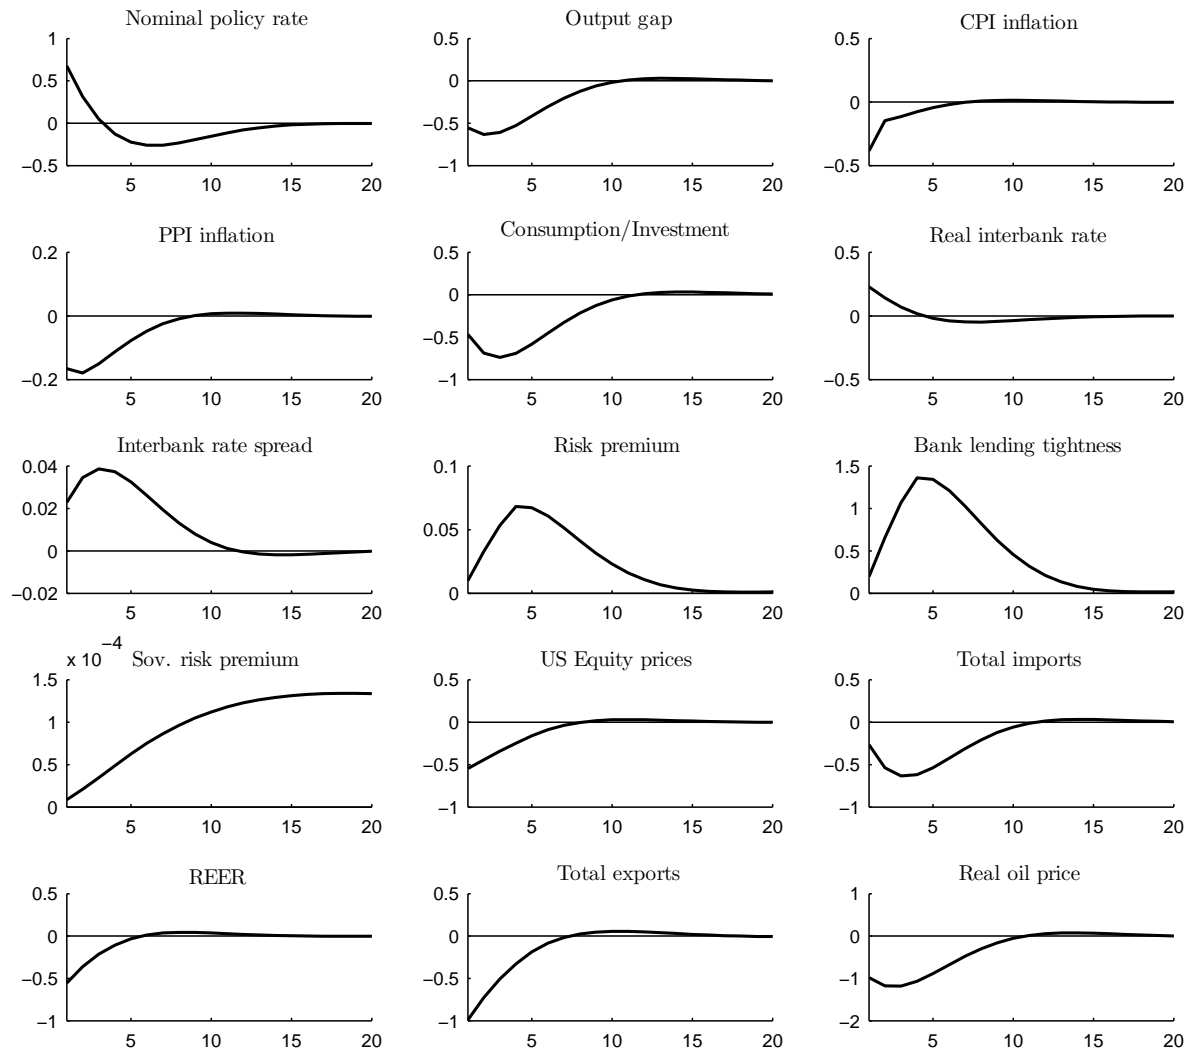 Nominal policy rate
1
0.5
0
−0.5
5 10 15 20
Output gap
0.5
0
−0.5
−1
5 10 15 20
CPI inflation
0.5
0
−0.5
5 10 15 20
PPI inflation
0.2
0
−0.2
5 10 15 20
Consumption/Investment
0.5
0
−0.5
−1
5 10 15 20
Real interbank rate
0.5
0
−0.5
5 10 15 20
Interbank rate spread
0.04
0.02
0
−0.02
5 10 15 20
Risk premium
0.1
0.05
0
5 10 15 20
Bank lending tightness
1.5
1
0.5
0
5 10 15 20
x 10−4
Sov. risk premium
1.5
1
0.5
0
5 10 15 20
US Equity prices
0.5
0
−0.5
−1
5 10 15 20
Total imports
0.5
0
−0.5
−1
5 10 15 20
REER
0.5
0
−0.5
−1
5 10 15 20
Total exports
0.5
0
−0.5
−1
5 10 15 20
Real oil price
1
0
−1
−2
5 10 15 20